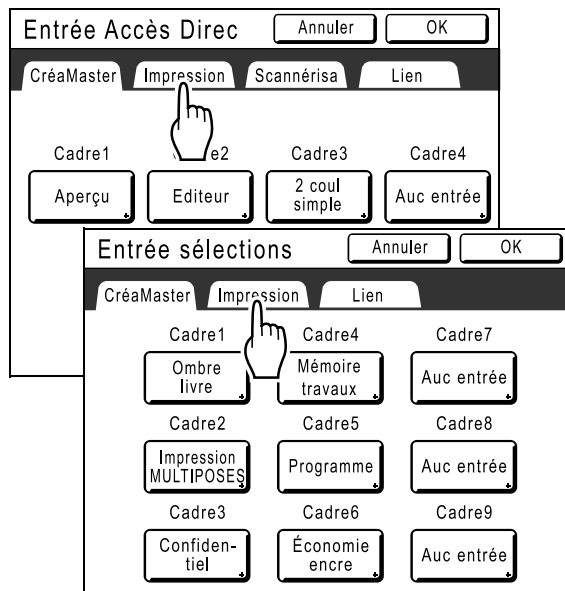 Entrée Accès Direc Annuler OK
CréaMaster Impression Scannérisa Lien
Cadre1 e2 Cadre3 Cadre4
Aperçu Editeur 2 coul simple Auc entrée
Entrée sélections Annuler OK
CréaMaster Impression Lien
Cadre1 Cadre4 Cadre7
Ombre livre Mémoire travaux Auc entrée
Cadre2 Cadre5 Cadre8
Impression MULTIPOSES Programme Auc entrée
Cadre3 Cadre6 Cadre9
Confiden- tiel Économie encre Auc entrée